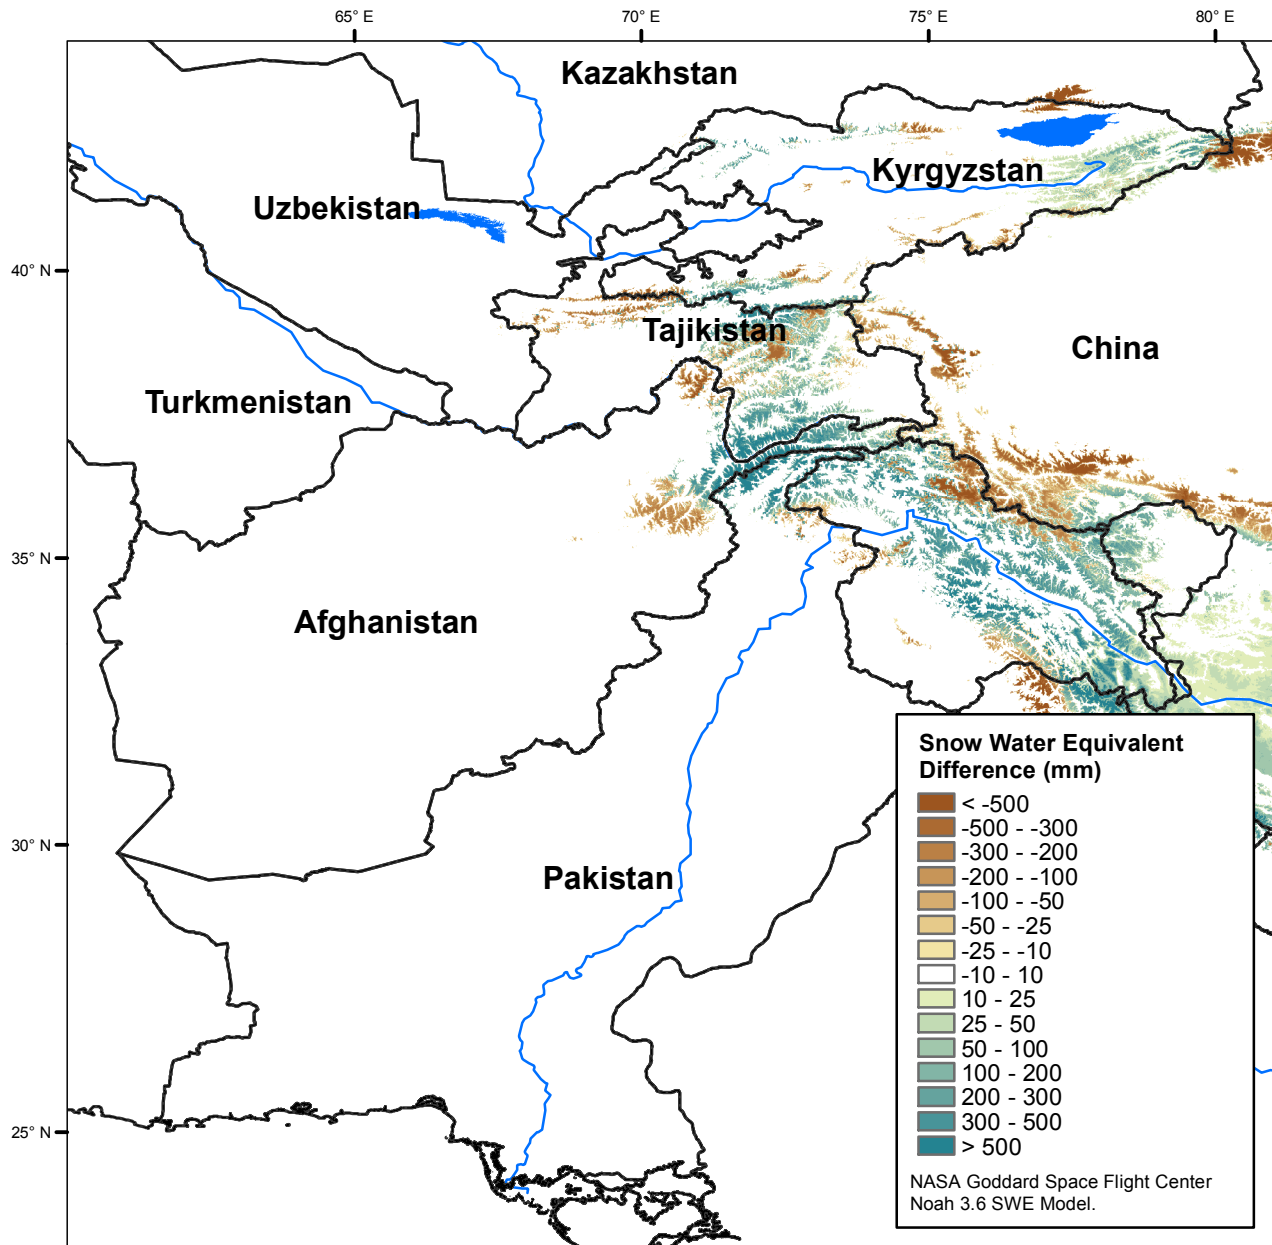 65° E
70° E
75° E
80° E
Kazakhstan
Kyrgyzstan
Uzbekistan
40° N
Tajikistan
China
Turkmenistan
35° N
Afghanistan
30° N
Pakistan
25° N
Snow Water Equivalent
Difference (mm)
< -500
-500 - -300
-300 - -200
-200 - -100
-100 - -50
-50 - -25
-25 - -10
-10 - 10
10 - 25
25 - 50
50 - 100
100 - 200
200 - 300
300 - 500
> 500
NASA Goddard Space Flight Center
Noah 3.6 SWE Model.